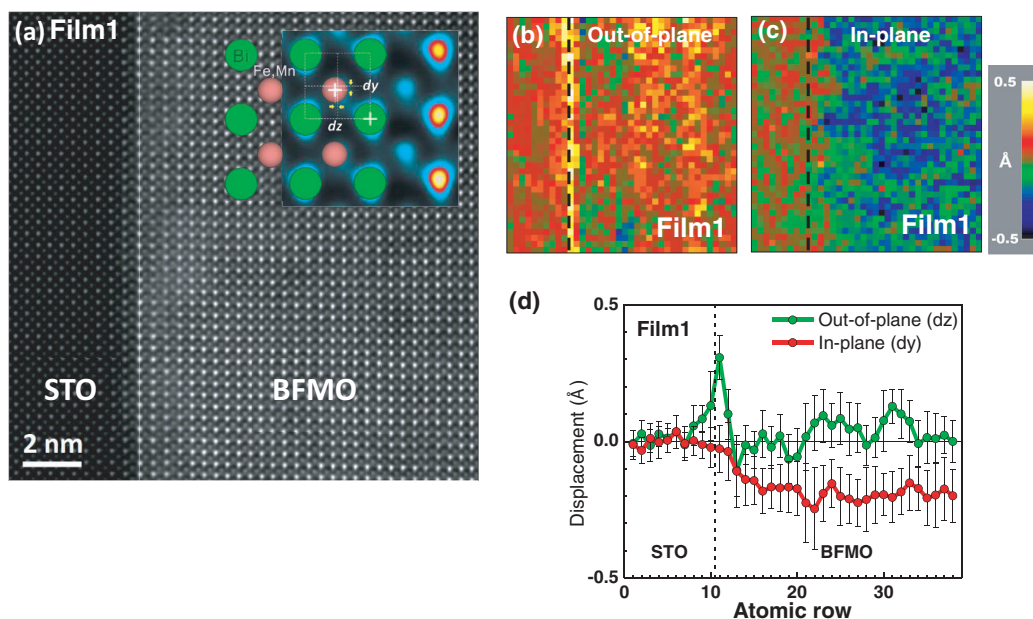 (a) Film1
Bi
Fe,Mn
dy
dz
STO
BFMO
2 nm
(b)
Out-of-plane
Film1
(c)
In-plane
Film1
0.5
Å
-0.5
(d)
0.5
Film1
Out-of-plane (dz)
In-plane (dy)
Displacement (Å)
0.0
STO
BFMO
-0.5
0
10
20
30
Atomic row